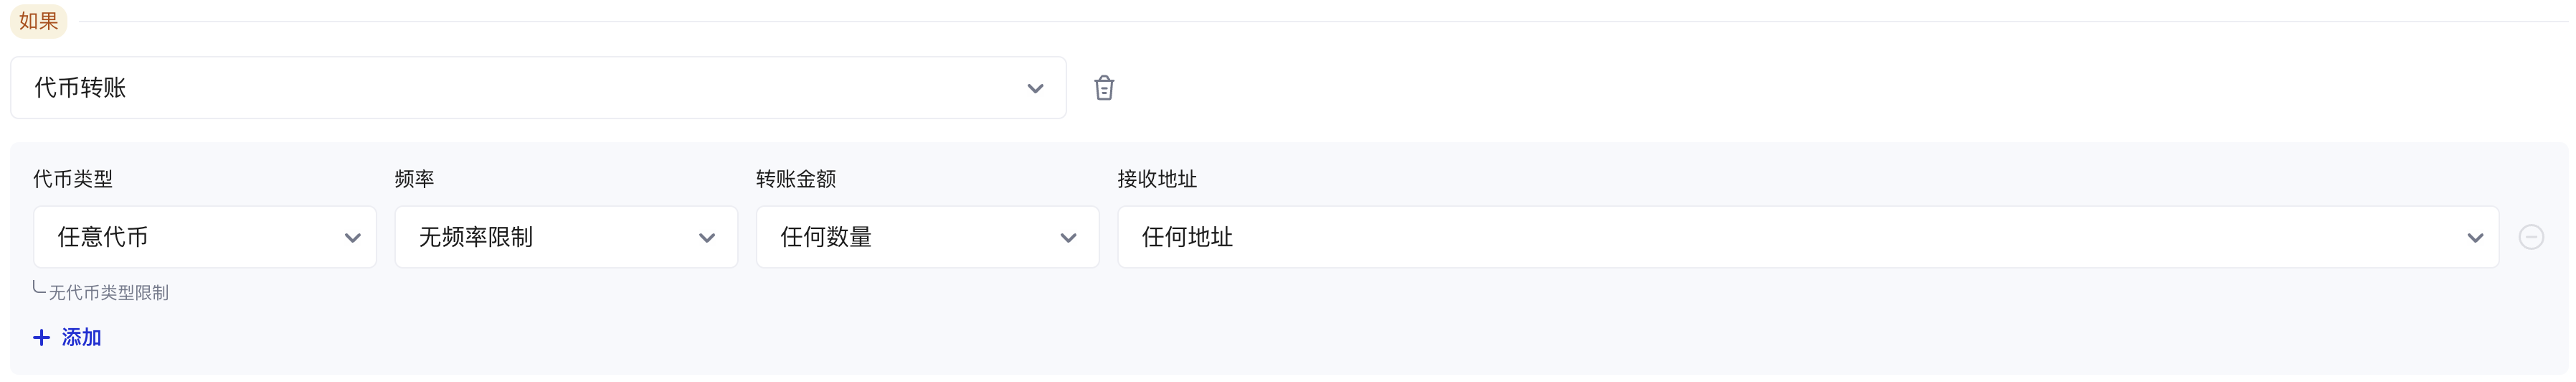 如果
代币转账
代币类型 频率 转账金额 接收地址
任意代币 无频率限制 任何数量 任何地址
无代币类型限制
+ 添加